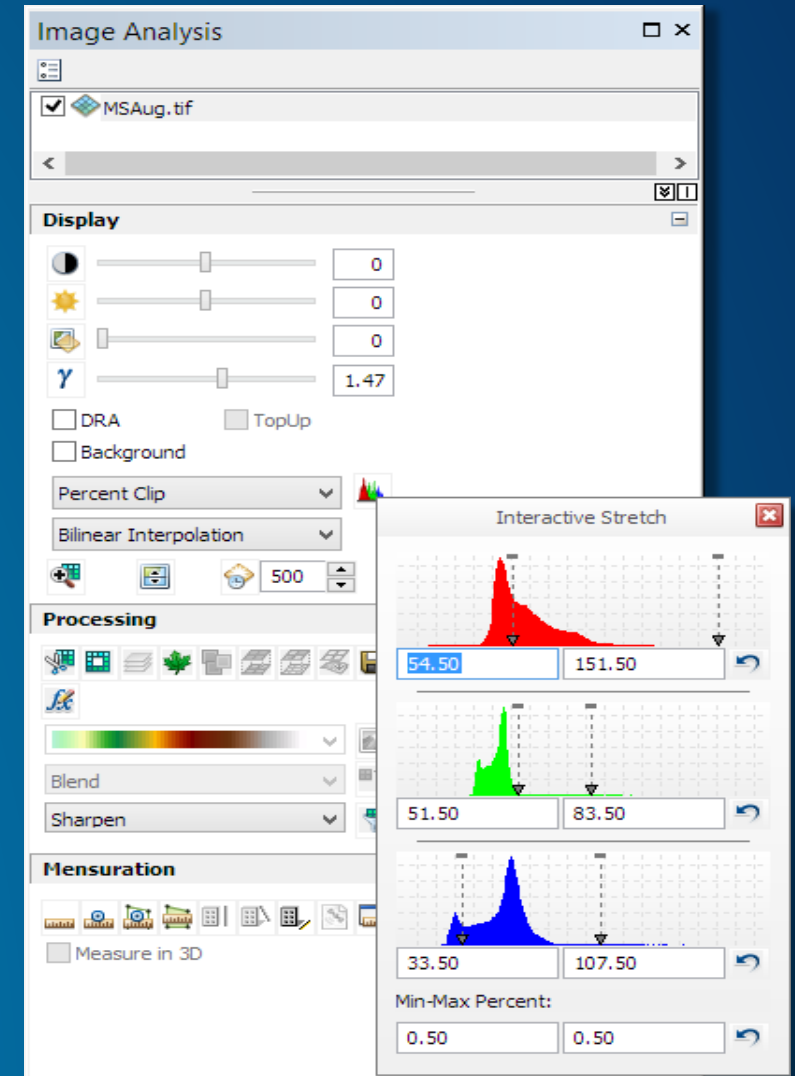 Image Analysis
MSAug.tif
Display
0
0
0
γ 1.47
DRA TopUp
Background
Percent Clip
Bilinear Interpolation
500
Processing
fx
Blend
Sharpen
Mensuration
Measure in 3D
Interactive Stretch
54.50 151.50
51.50 83.50
33.50 107.50
Min-Max Percent:
0.50 0.50